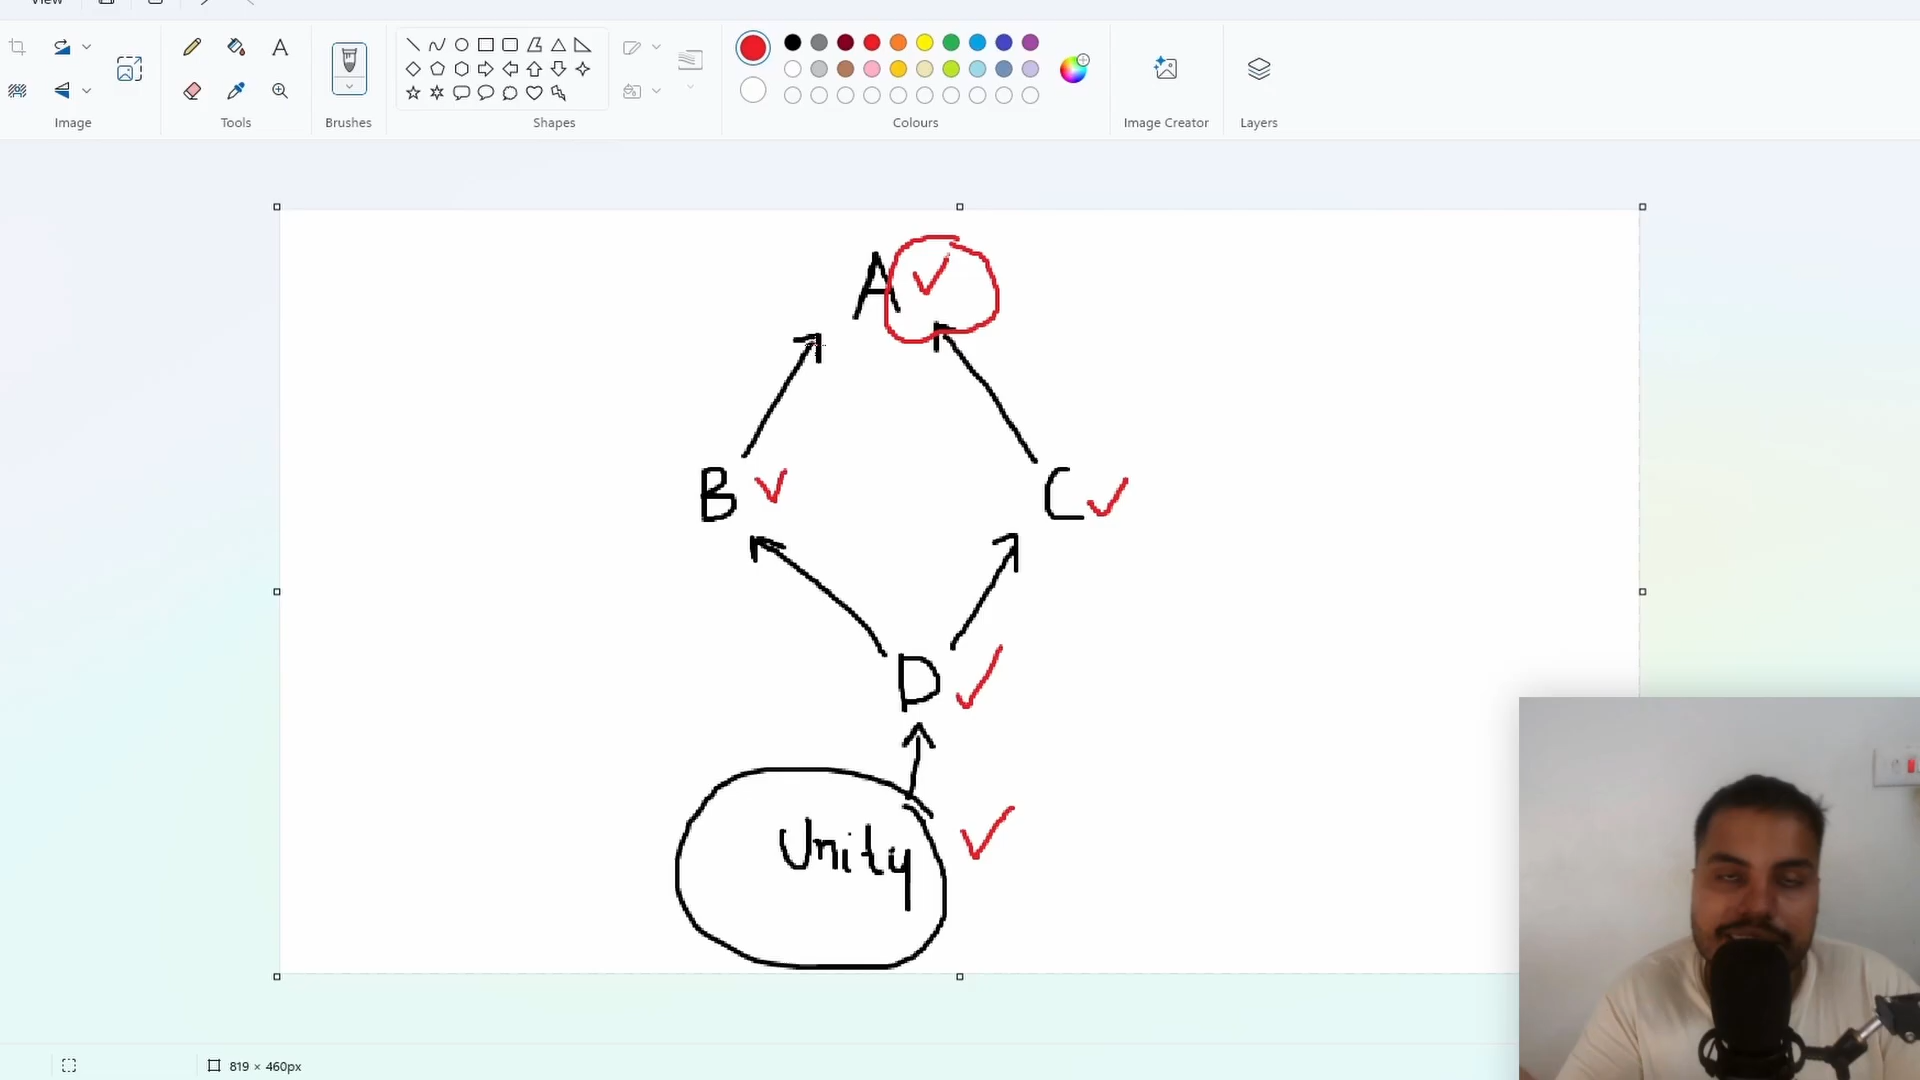 View
Image
Tools
Brushes
Shapes
Colours
Image Creator
Layers
A
B
C
D
Unity
819 × 460px